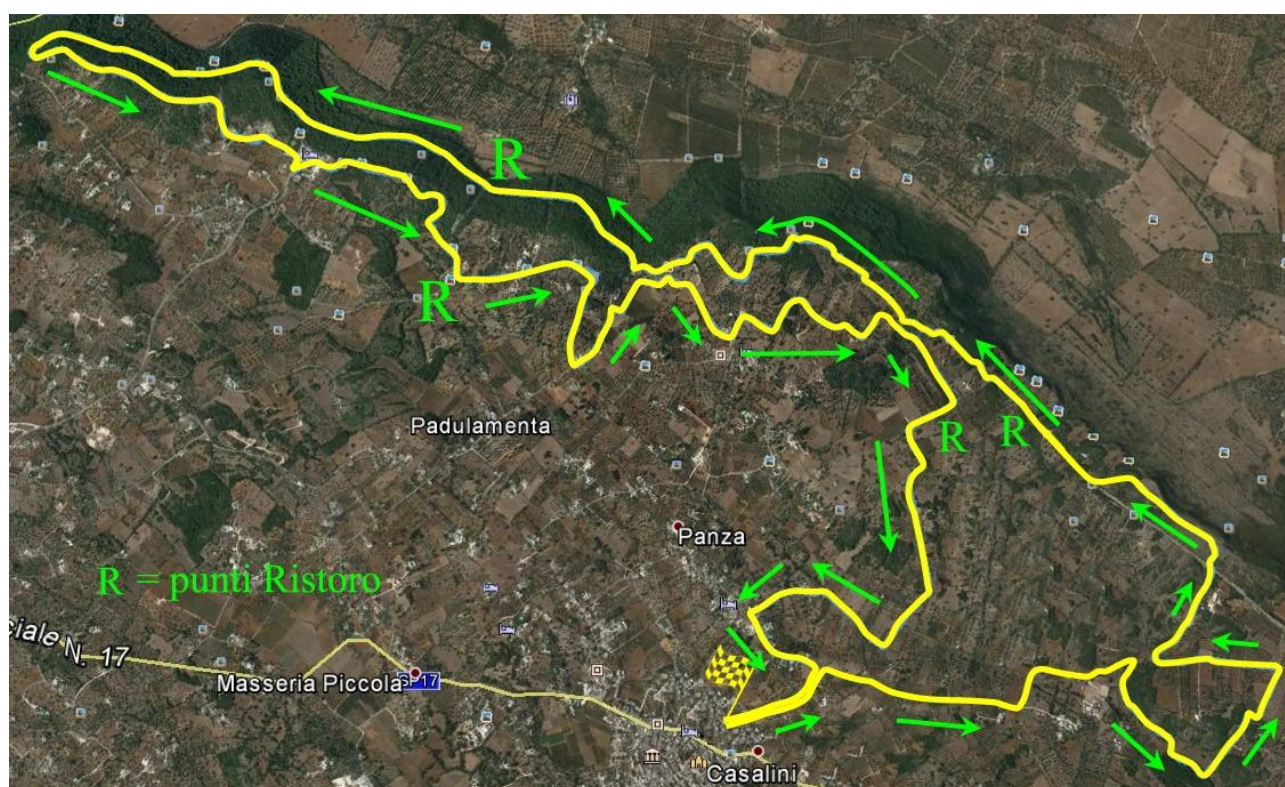 R
R
Padulamenta
R R
Panza
R = punti Ristoro
ciale N. 17
Masseria Piccola
SP17
Casalini